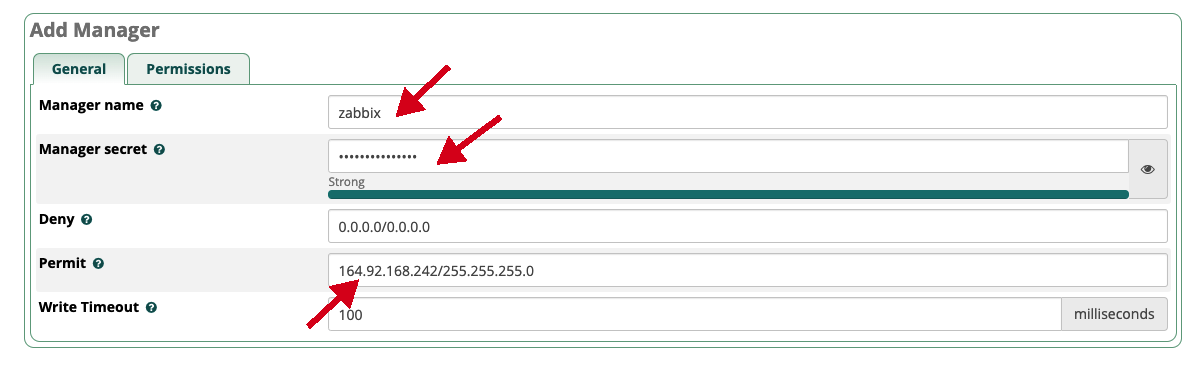 Add Manager
General
Permissions
Manager name
zabbix
Manager secret
•••••••••••••••
Strong
Deny
0.0.0.0/0.0.0.0
Permit
164.92.168.242/255.255.255.0
Write Timeout
100
milliseconds